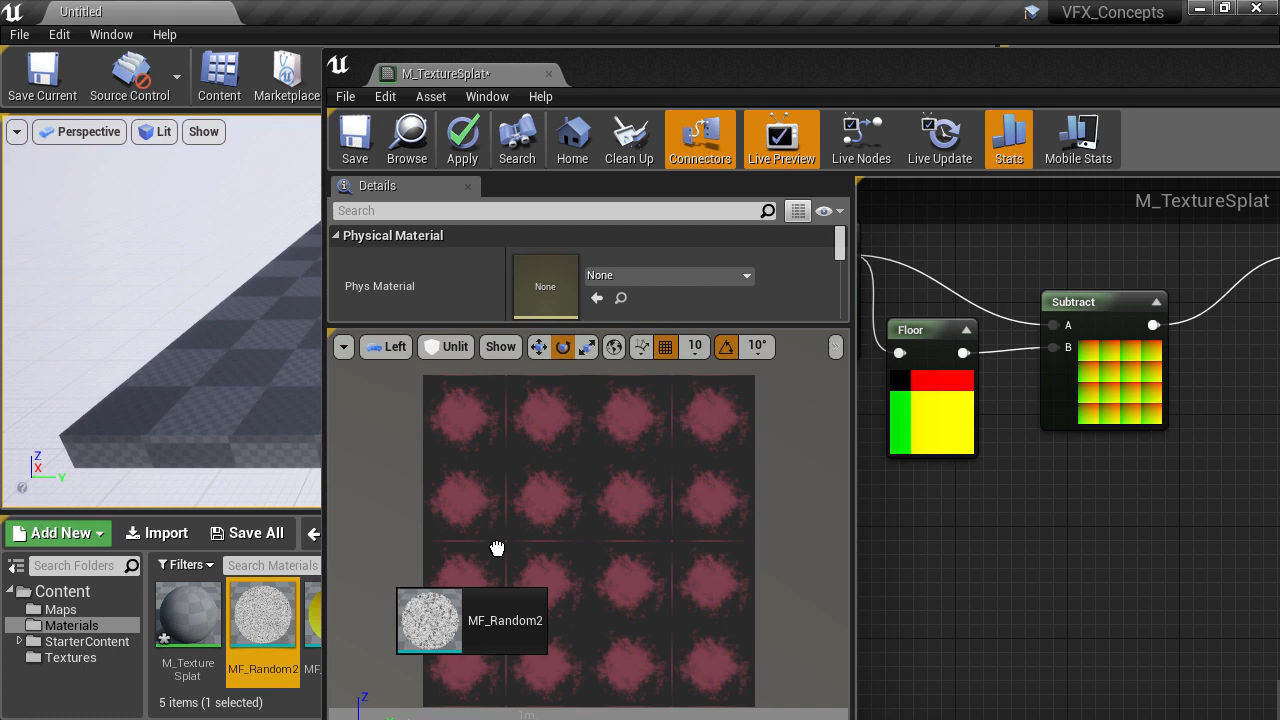 Untitled
VFX_Concepts
File Edit Window Help
Save Current
Source Control
Content
Marketplace
M_TextureSplat*
File Edit Asset Window Help
Save
Browse
Apply
Search
Home
Clean Up
Connectors
Live Preview
Live Nodes
Live Update
Stats
Mobile Stats
Perspective
Lit
Show
Details
Search
Physical Material
Phys Material
None
None
M_TextureSplat
Subtract
A
B
Floor
Left
Unlit
Show
10
10°
Z
X
Y
Add New
Import
Save All
Search Folders
Filters
Search Materials
Content
Maps
Materials
StarterContent
Textures
M_Texture
Splat
MF_Random2
MF_
5 items (1 selected)
MF_Random2
Z
1m